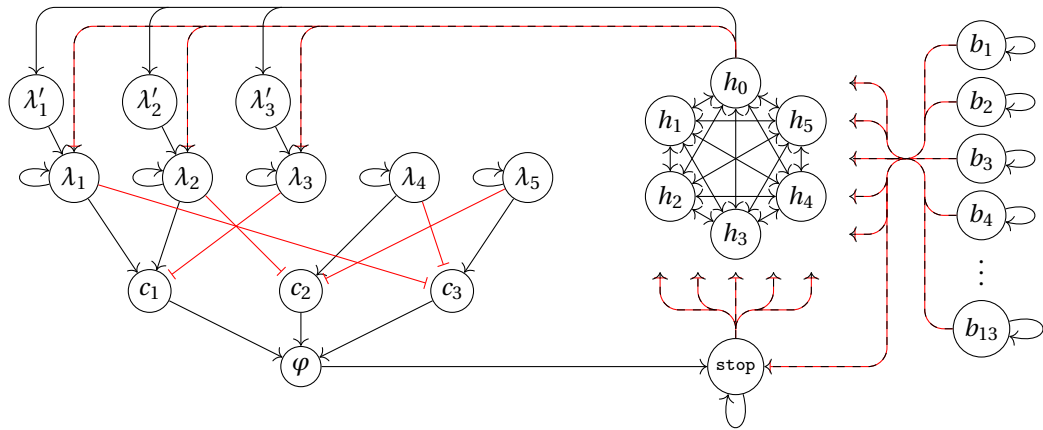 h₀
b₁
λ′₁ λ′₂ λ′₃
h₁ h₅
b₂
b₃
λ₁ λ₂ λ₃ λ₄ λ₅
h₂ h₄
b₄
h₃
c₁ c₂ c₃
⋮
b₁₃
φ stop